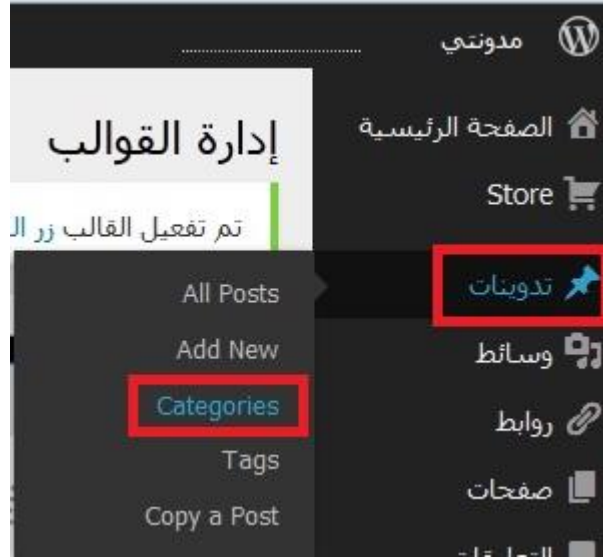 مدونتي
الصفحة الرئيسية
Store
تدوينات
وسائط
روابط
صفحات
إدارة القوالب
تم تفعيل القالب زر
All Posts
Add New
Categories
Tags
Copy a Post